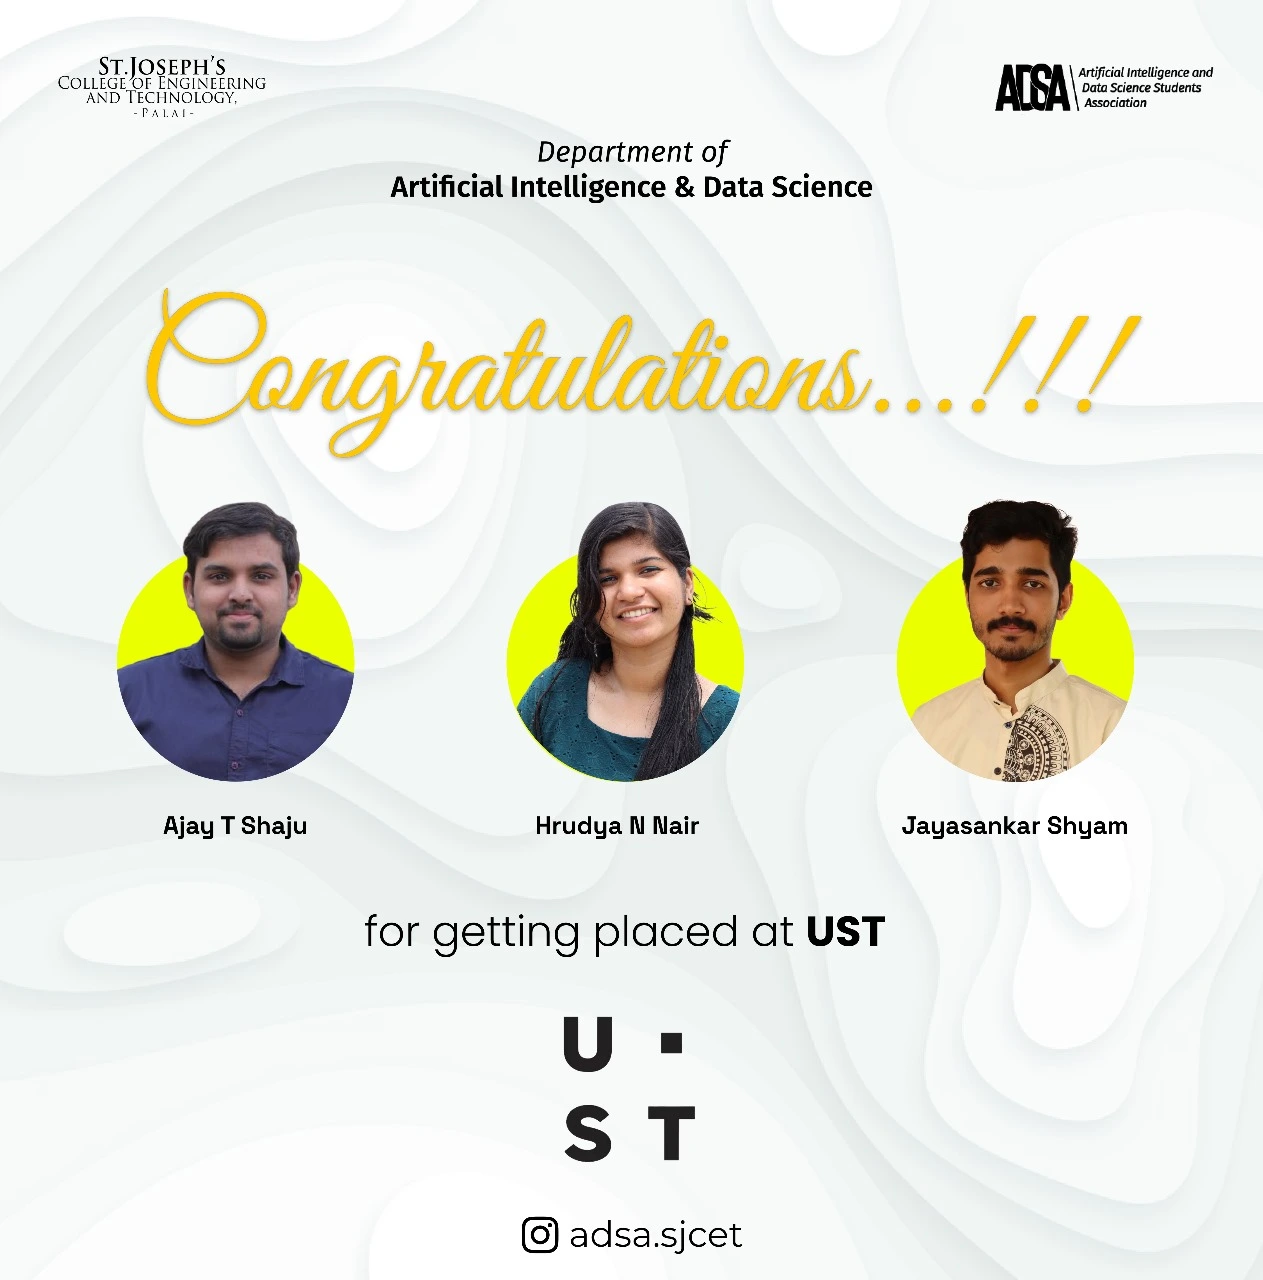 ST.JOSEPH'S
COLLEGE OF ENGINEERING
AND TECHNOLOGY,
-PALAI-
ADSA
Artificial Intelligence and
Data Science Students
Association
Department of
Artificial Intelligence & Data Science
Congratulations...!!!
Ajay T Shaju
Hrudya N Nair
Jayasankar Shyam
for getting placed at UST
U ▪
S T
adsa.sjcet